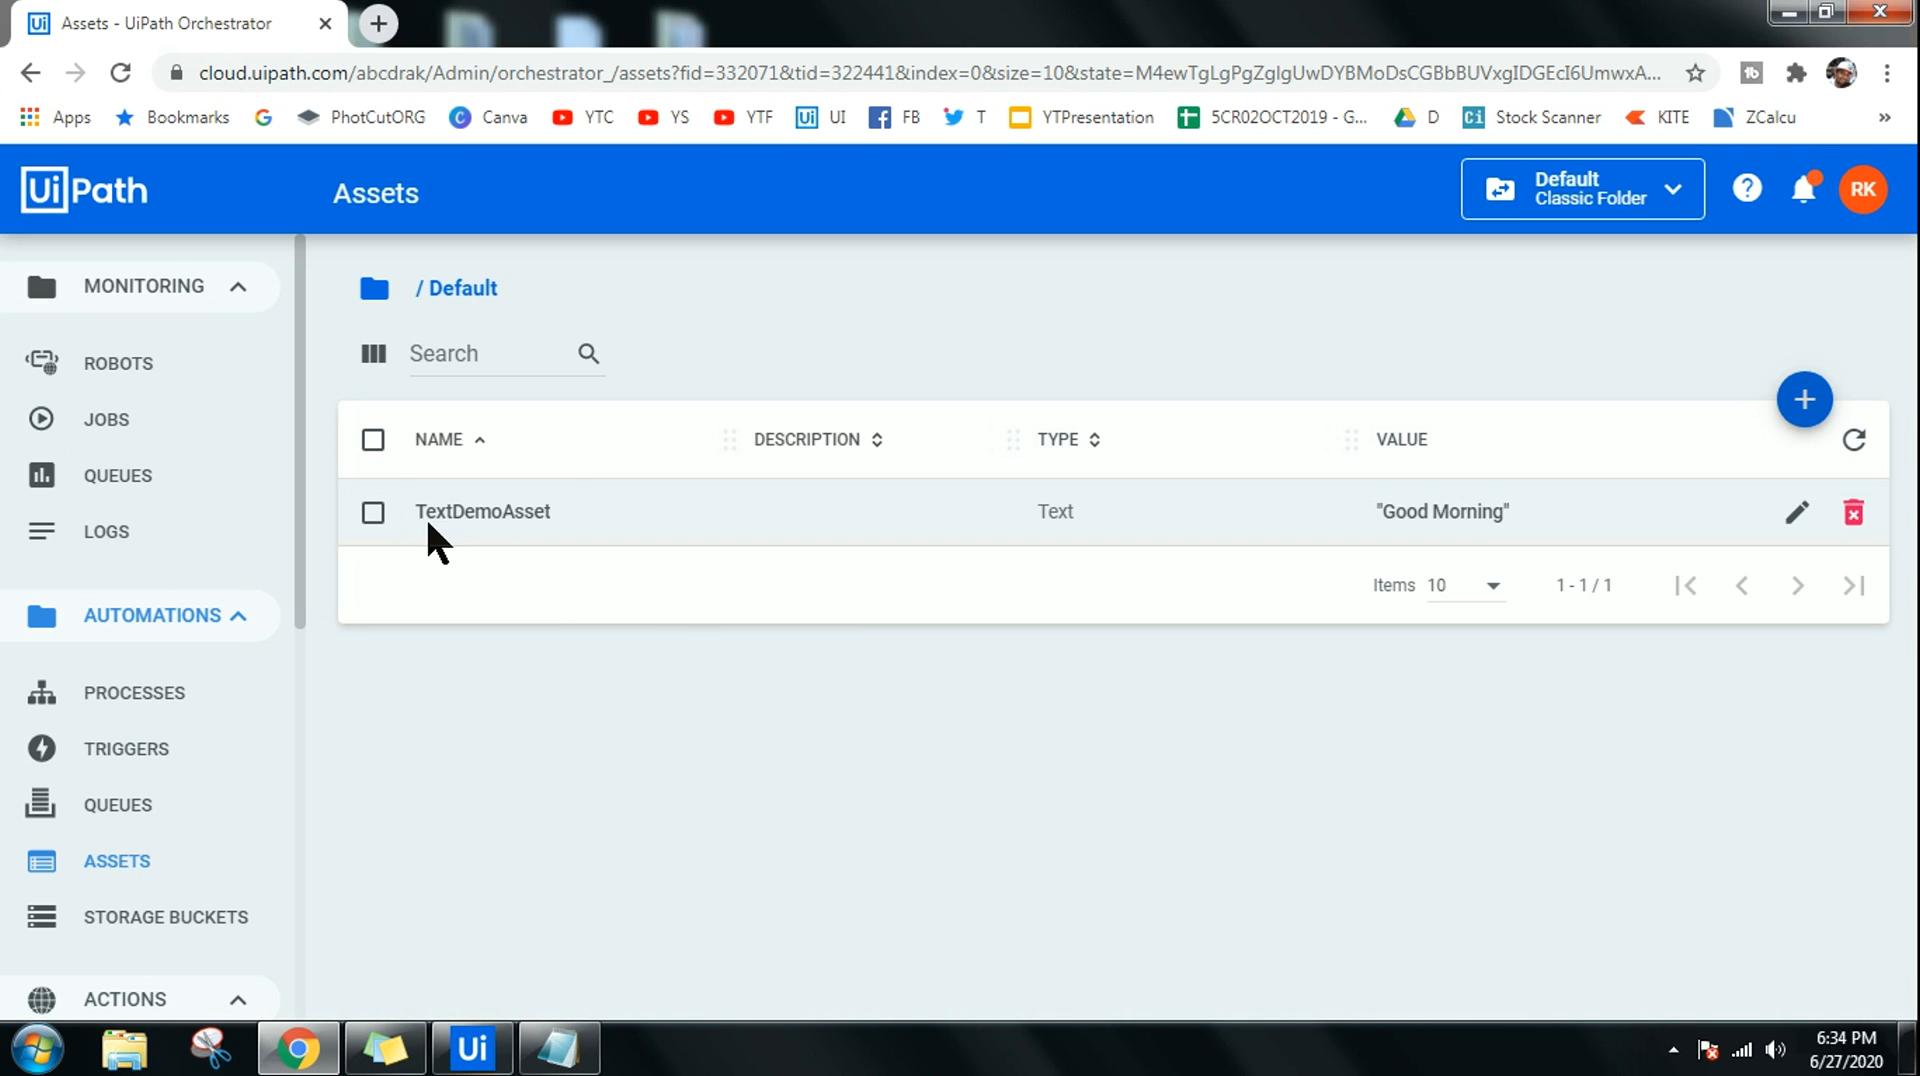 Ui Assets - UiPath Orchestrator
cloud.uipath.com/abcdrak/Admin/orchestrator_/assets?fid=332071&tid=322441&index=0&size=10&state=M4ewTgLgPgZglgUwDYBMoDsCGBbBUVxgIDGEcI6UmwxA...
Apps Bookmarks PhotCutORG Canva YTC YS YTF UI FB T YTPresentation 5CR02OCT2019 - G... D Stock Scanner KITE ZCalcu »
UiPath Assets
Default
Classic Folder
RK
MONITORING
/ Default
Search
ROBOTS
JOBS
NAME DESCRIPTION TYPE VALUE
QUEUES
TextDemoAsset Text "Good Morning"
LOGS
Items 10 1 - 1 / 1
AUTOMATIONS
PROCESSES
TRIGGERS
QUEUES
ASSETS
STORAGE BUCKETS
ACTIONS
Ui
6:34 PM
6/27/2020